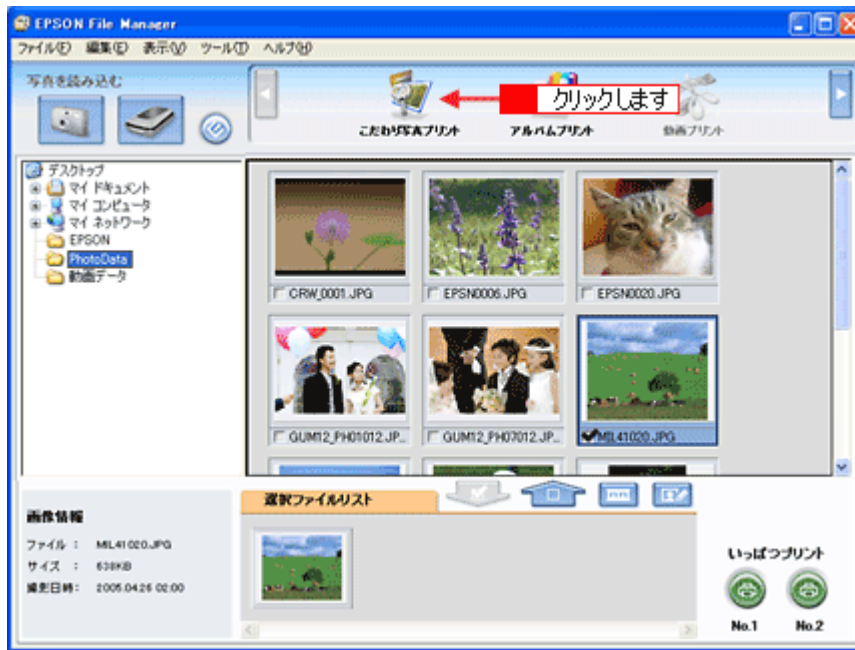 EPSON File Manager
ファイル(F) 編集(E) 表示(V) ツール(T) ヘルプ(H)
写真を読み込む
クリックします
こだわり写真プリント アルバムプリント 動画プリント
デスクトップ
マイ ドキュメント
マイ コンピュータ
マイ ネットワーク
EPSON
PhotoData
動画データ
CRW_0001.JPG EPSN0006.JPG EPSN0020.JPG
GUM12_PH01012.JP... GUM12_PH07012.JP... MIL41020.JPG
選択ファイルリスト
画像情報
ファイル : MIL41020.JPG
サイズ : 638KB
撮影日時: 2005.04.26 02:00
いっぱつプリント
No.1 No.2